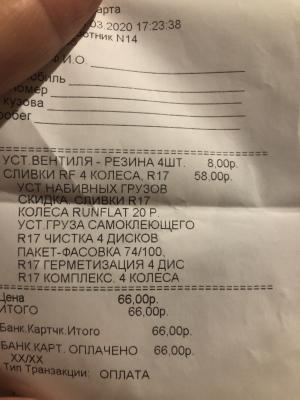 арта
.03.2020 17:23:38
отник N14
Ф.И.О.
обиль
номер
кузова
робег
УСТ.ВЕНТИЛЯ - РЕЗИНА 4ШТ. 8,00р.
СЛИВКИ RF 4 КОЛЕСА, R17 58,00р.
УСТ.НАБИВНЫХ ГРУЗОВ
СКИДКА, СЛИВКИ R17
КОЛЕСА RUNFLAT 20 Р.
УСТ.ГРУЗА САМОКЛЕЮЩЕГО
R17 ЧИСТКА 4 ДИСКОВ
ПАКЕТ-ФАСОВКА 74/100,
R17 ГЕРМЕТИЗАЦИЯ 4 ДИС
R17 КОМПЛЕКС. 4 КОЛЕСА
Цена 66,00р.
ИТОГО 66,00р.
Банк.Картчк.Итого 66,00р.
БАНК.КАРТ. ОПЛАЧЕНО 66,00р.
XX/XX
Тип Транзакции: ОПЛАТА